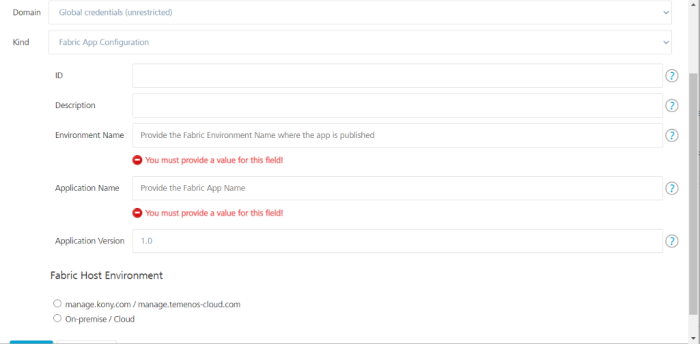 Domain Global credentials (unrestricted)
Kind Fabric App Configuration
ID ?
Description ?
Environment Name Provide the Fabric Environment Name where the app is published ?
You must provide a value for this field!
Application Name Provide the Fabric App Name ?
You must provide a value for this field!
Application Version 1.0 ?
Fabric Host Environment
manage.kony.com / manage.temenos-cloud.com
On-premise / Cloud